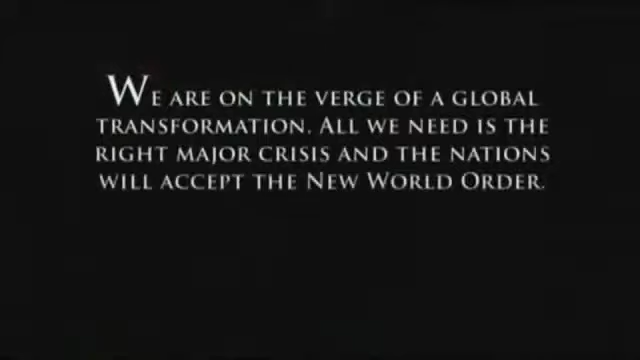 We are on the verge of a global
transformation. All we need is the
right major crisis and the nations
will accept the New World Order.